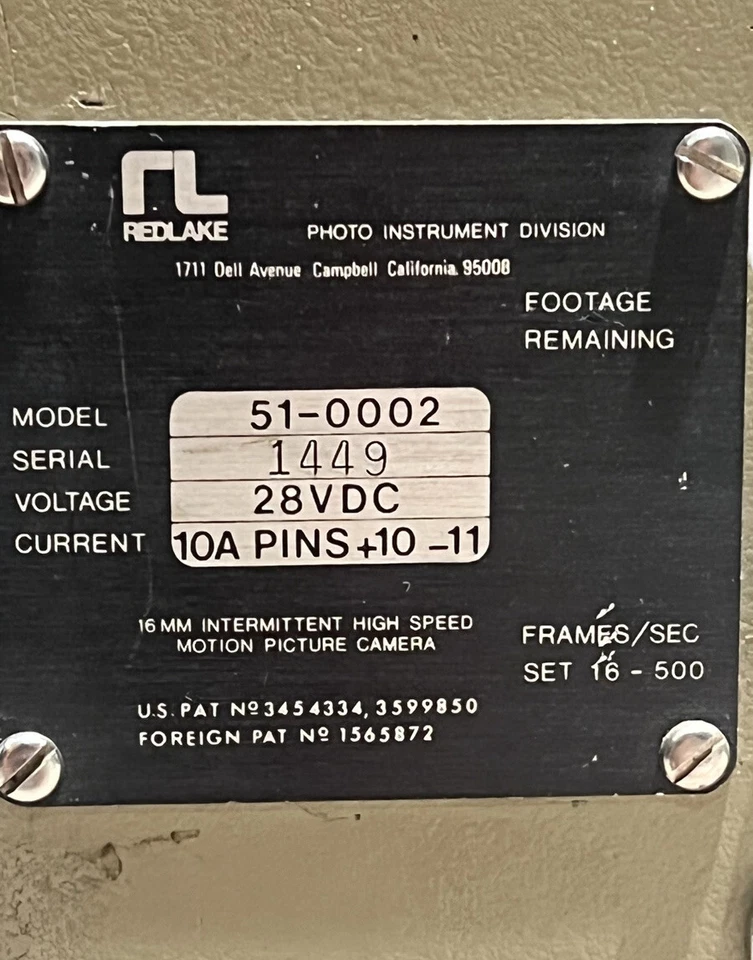 RL
REDLAKE PHOTO INSTRUMENT DIVISION
1711 Dell Avenue Campbell California 95008
FOOTAGE
REMAINING
MODEL 51-0002
SERIAL 1449
VOLTAGE 28VDC
CURRENT 10A PINS +10 -11
16MM INTERMITTENT HIGH SPEED
MOTION PICTURE CAMERA
FRAMES/SEC
SET 16 - 500
U.S. PAT Nº 3454334, 3599850
FOREIGN PAT Nº 1565872